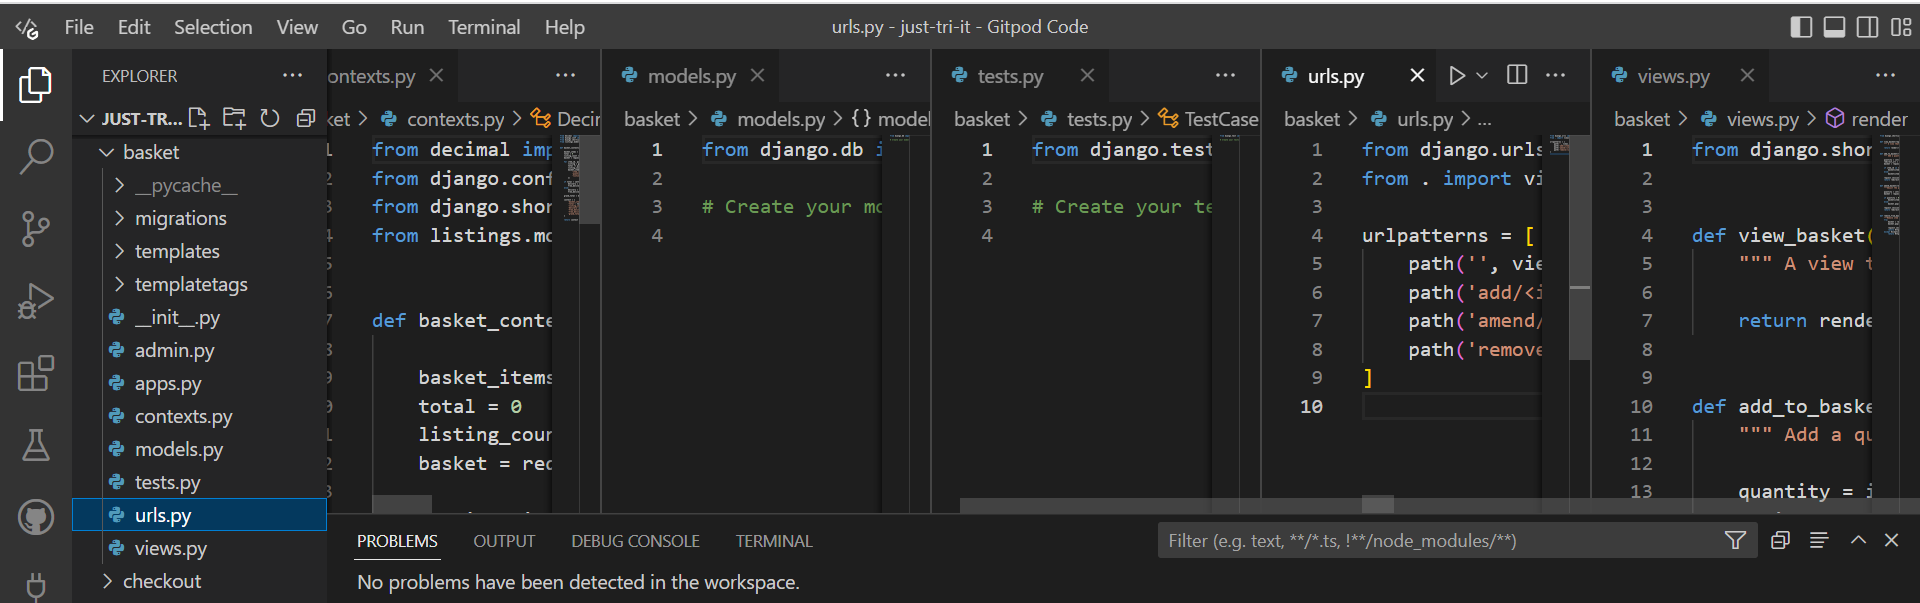 File Edit Selection View Go Run Terminal Help
urls.py - just-tri-it - Gitpod Code
EXPLORER
JUST-TR...
basket
__pycache__
migrations
templates
templatetags
__init__.py
admin.py
apps.py
contexts.py
models.py
tests.py
urls.py
views.py
checkout
ontexts.py
ket > contexts.py > Decin
from decimal imp
from django.conf
from django.shor
from listings.mo
def basket_conte
basket_items
total = 0
listing_cour
basket = rec
models.py
basket > models.py > {} model
1 from django.db i
2
3 # Create your mo
4
tests.py
basket > tests.py > TestCase
1 from django.test
2
3 # Create your te
4
urls.py
basket > urls.py > ...
1 from django.urls
2 from . import vi
3
4 urlpatterns = [
5 path('', vie
6 path('add/<i
7 path('amend/
8 path('remove
9 ]
10
views.py
basket > views.py > render
1 from django.shor
2
3
4 def view_basket(
5 """ A view t
6
7 return rende
8
9
10 def add_to_baske
11 """ Add a qu
12
13 quantity = i
PROBLEMS OUTPUT DEBUG CONSOLE TERMINAL
Filter (e.g. text, **/*.ts, !**/node_modules/**)
No problems have been detected in the workspace.